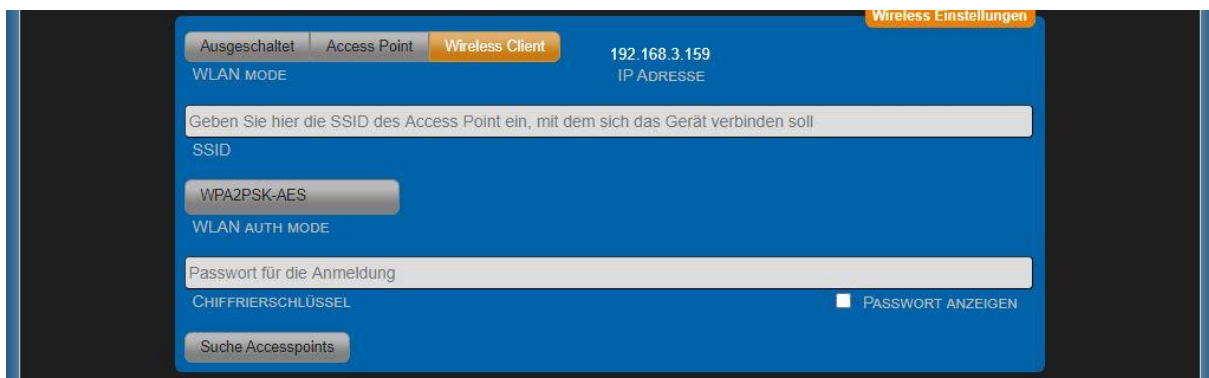 Wireless Einstellungen
Ausgeschaltet Access Point Wireless Client
192.168.3.159
WLAN MODE
IP ADRESSE
Geben Sie hier die SSID des Access Point ein, mit dem sich das Gerät verbinden soll
SSID
WPA2PSK-AES
WLAN AUTH MODE
Passwort für die Anmeldung
CHIFFRIERSCHLÜSSEL
PASSWORT ANZEIGEN
Suche Accesspoints